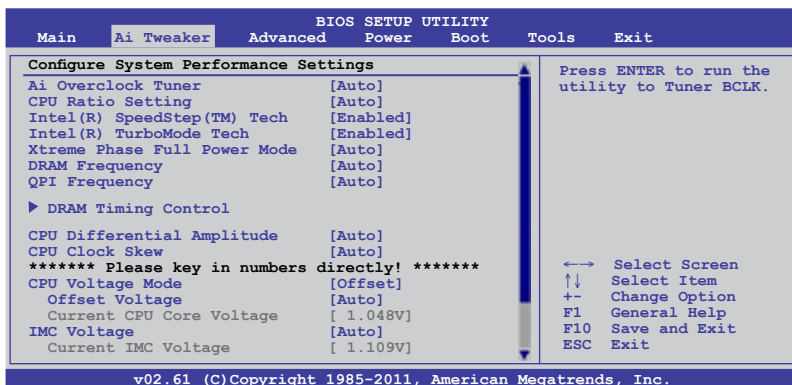 BIOS SETUP UTILITY
Main Ai Tweaker Advanced Power Boot Tools Exit
Configure System Performance Settings
Ai Overclock Tuner [Auto]
CPU Ratio Setting [Auto]
Intel(R) SpeedStep(TM) Tech [Enabled]
Intel(R) TurboMode Tech [Enabled]
Xtreme Phase Full Power Mode [Auto]
DRAM Frequency [Auto]
QPI Frequency [Auto]
DRAM Timing Control
CPU Differential Amplitude [Auto]
CPU Clock Skew [Auto]
******* Please key in numbers directly! *******
CPU Voltage Mode [Offset]
Offset Voltage [Auto]
Current CPU Core Voltage [ 1.048V]
IMC Voltage [Auto]
Current IMC Voltage [ 1.109V]
Press ENTER to run the
utility to Tuner BCLK.
←→ Select Screen
↑↓ Select Item
+- Change Option
F1 General Help
F10 Save and Exit
ESC Exit
v02.61 (C)Copyright 1985-2011, American Megatrends, Inc.